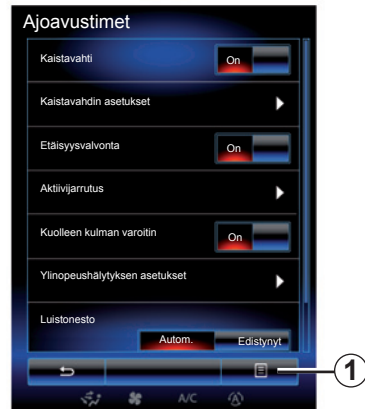 Ajoavustimet
Kaistavahti On
Kaistavahdin asetukset
Etäisyysvalvonta On
Aktiivijarrutus
Kuolleen kulman varoitin On
Ylinopeushälytyksen asetukset
Luistonesto
Autom. Edistynyt
1
A/C